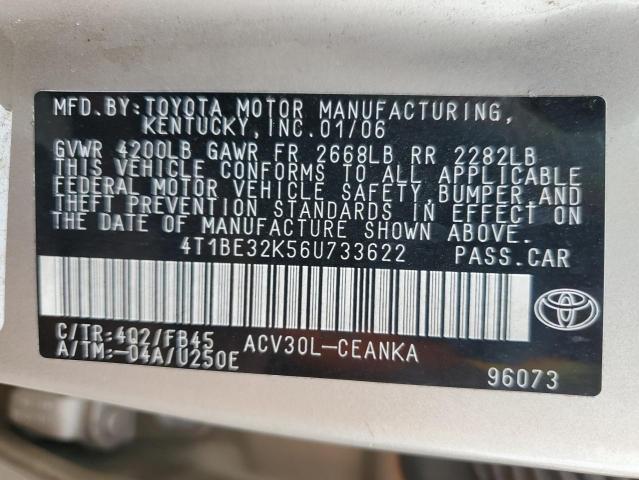 MFD.BY:TOYOTA MOTOR MANUFACTURING,
KENTUCKY,INC.01/06
GVWR 4200LB GAWR FR 2668LB RR 2282LB
THIS VEHICLE CONFORMS TO ALL APPLICABLE
FEDERAL MOTOR VEHICLE SAFETY,BUMPER,AND
THEFT PREVENTION STANDARDS IN EFFECT ON
THE DATE OF MANUFACTURE SHOWN ABOVE.
4T1BE32K56U733622 PASS.CAR
C/TR:4Q2/FB45 ACV30L-CEANKA
A/TM:-04A/U250E
96073